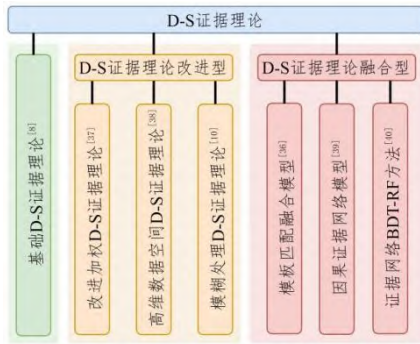 D-S证据理论
D-S证据理论改进型
D-S证据理论融合型
基础D-S证据理论[8]
改进加权D-S证据理论[37]
高维数据空间D-S证据理论[38]
模糊处理D-S证据理论[10]
模板匹配融合模型[36]
因果证据网络模型[39]
证据网络BDT-RF方法[40]